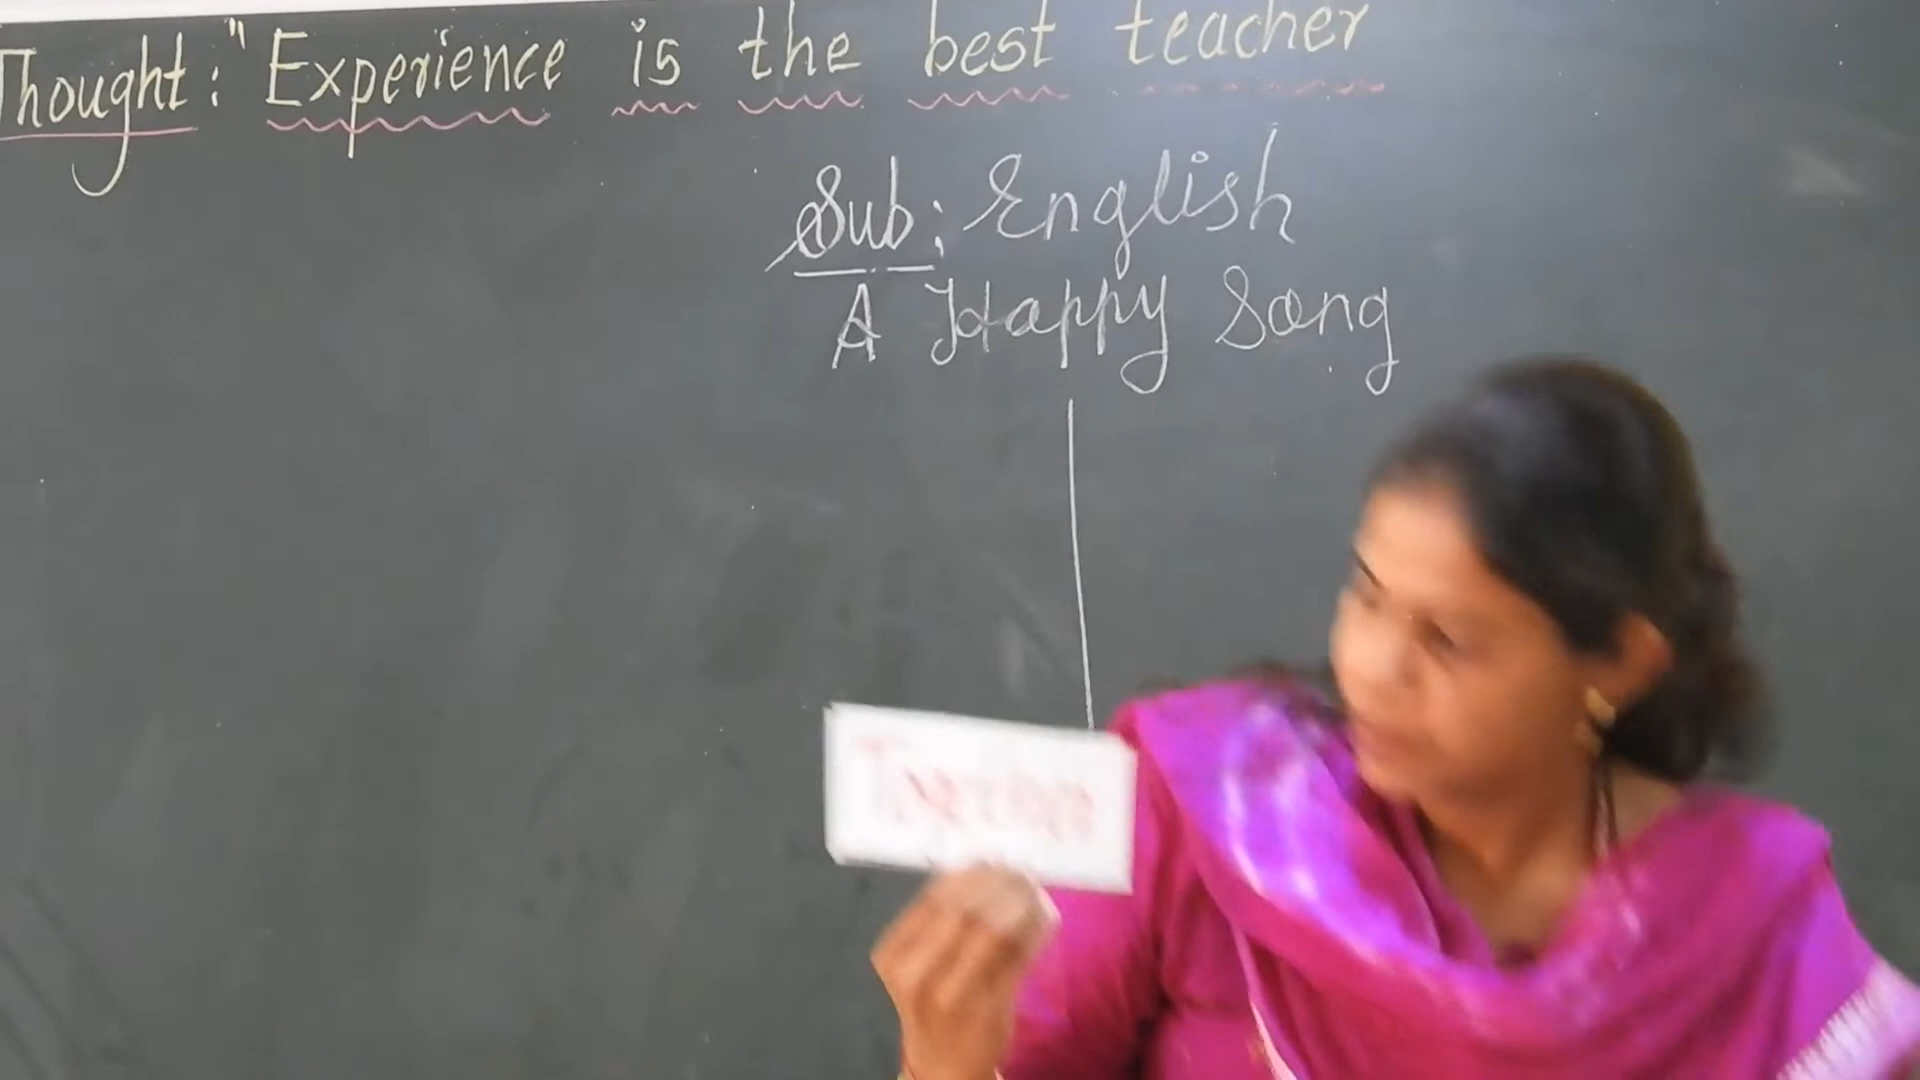 Thought: "Experience is the best teacher
Sub: English
A Happy Song